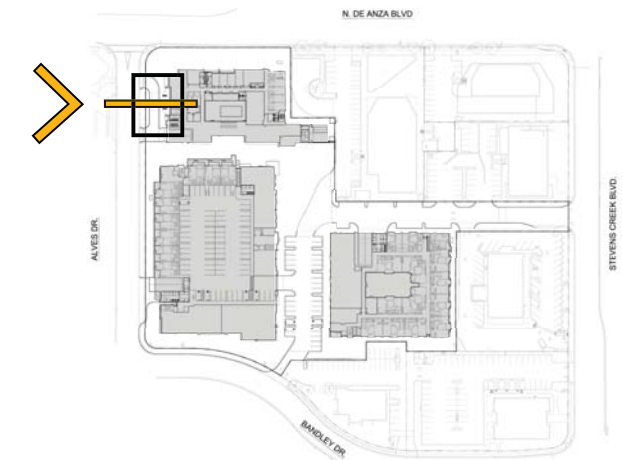 N. DE ANZA BLVD
ALVES DR.
STEVENS CREEK BLVD.
BANDLEY DR.